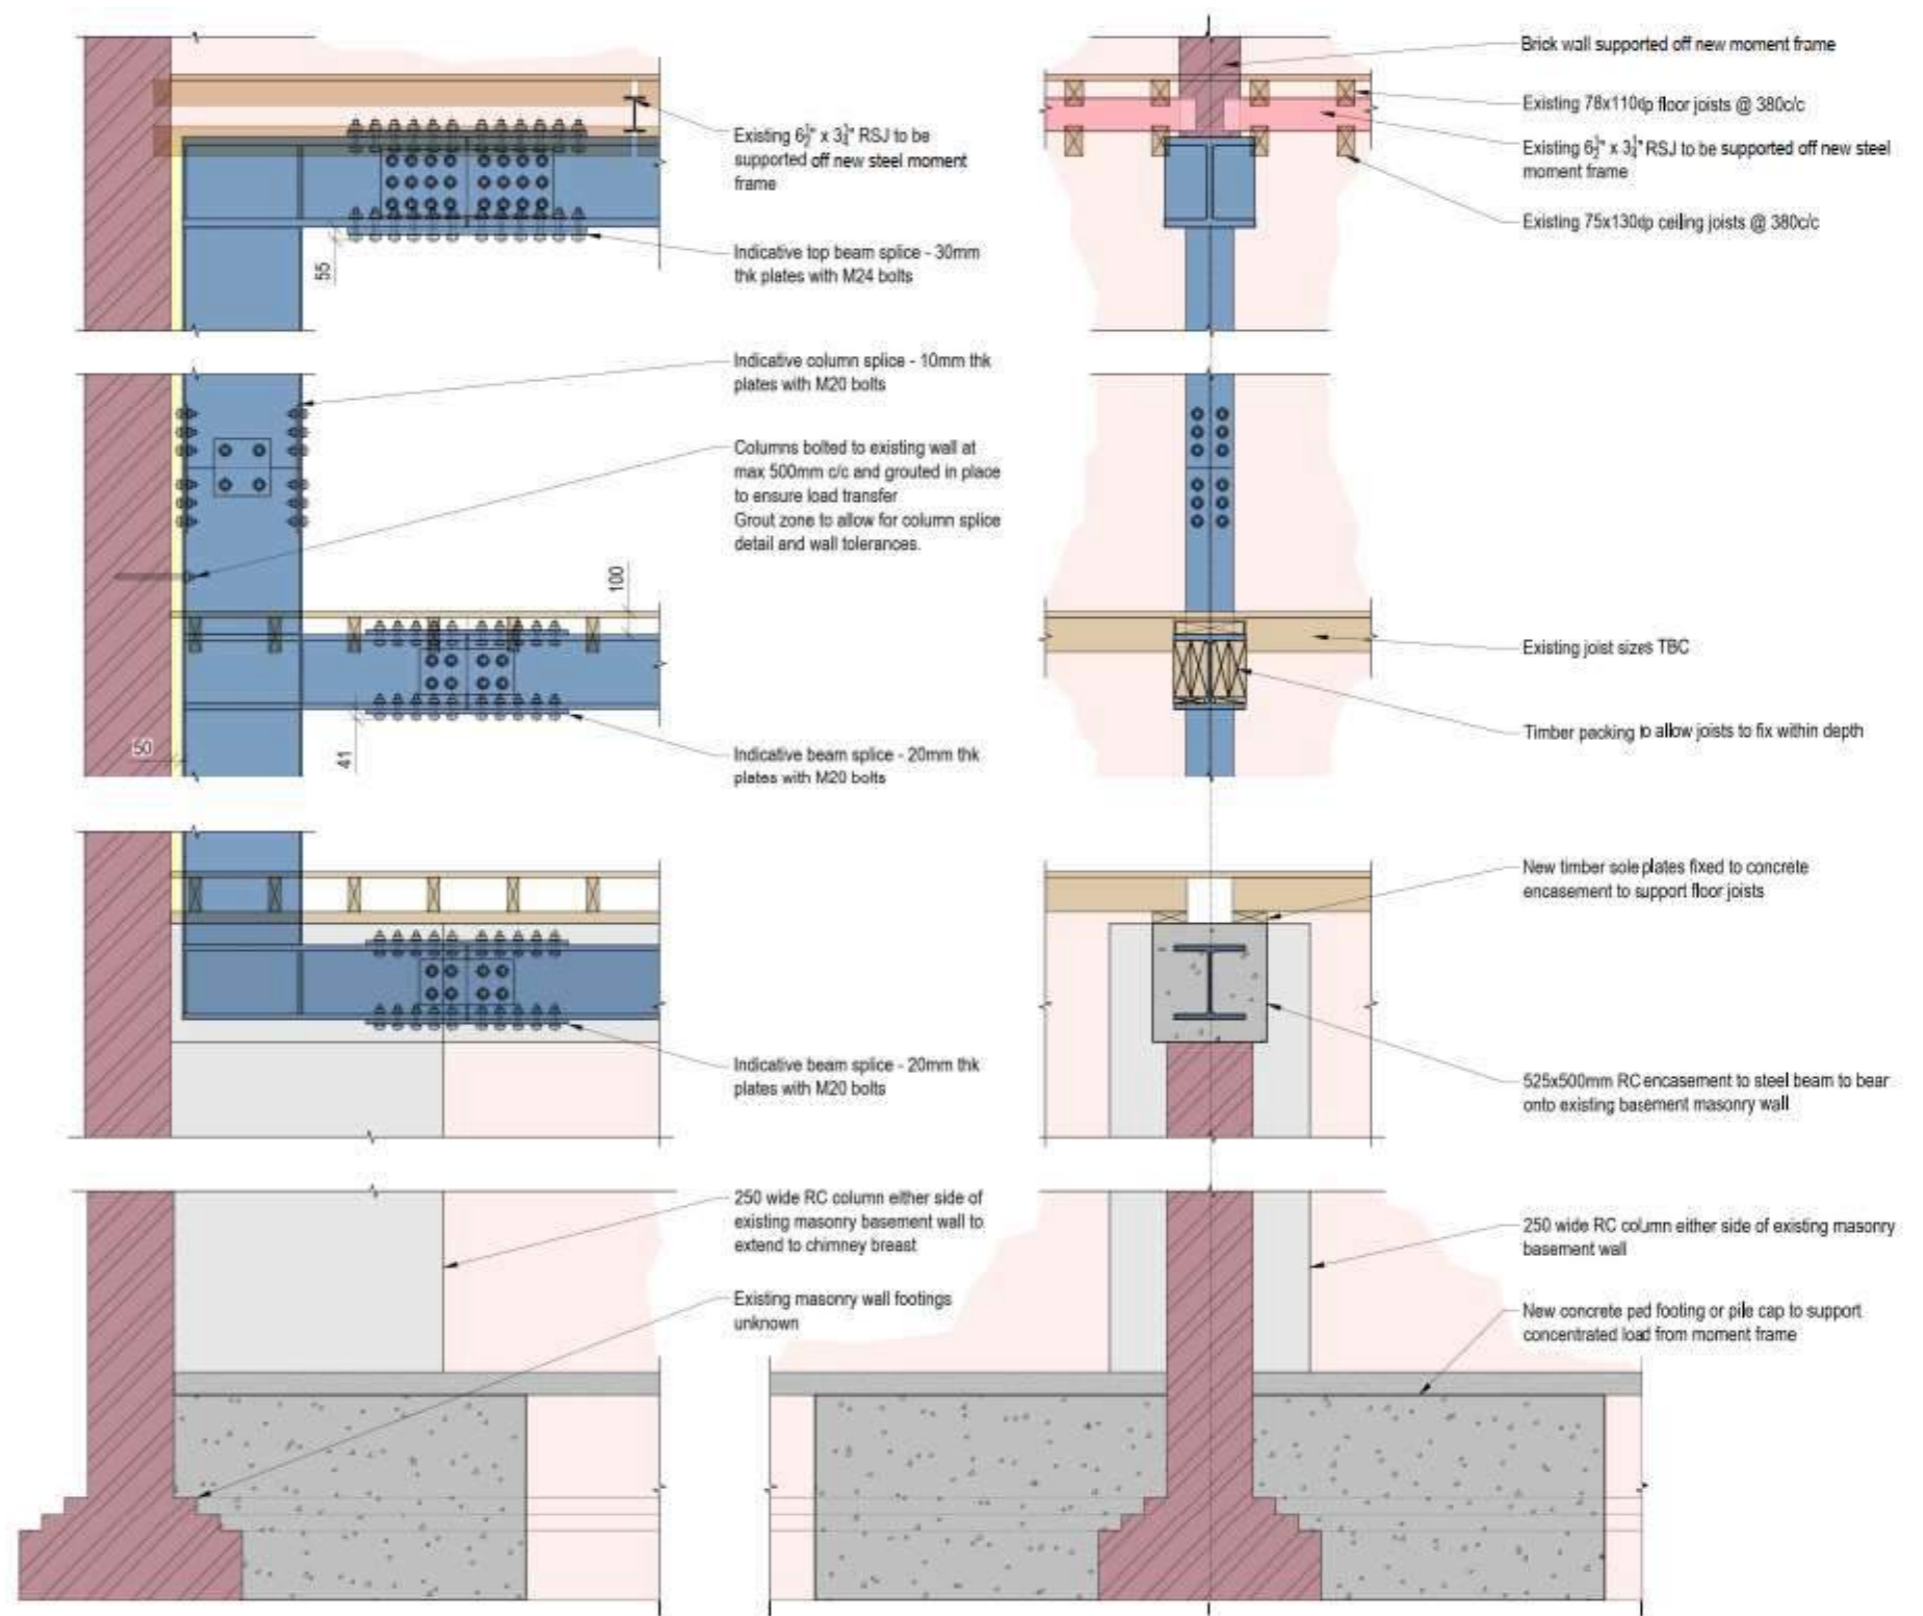 Existing 6½" x 3¼" RSJ to be
supported off new steel moment
frame
Indicative top beam splice - 30mm
thk plates with M24 bolts
55
Indicative column splice - 10mm thk
plates with M20 bolts
Columns bolted to existing wall at
max 500mm c/c and grouted in place
to ensure load transfer
Grout zone to allow for column splice
detail and wall tolerances.
100
50
41
Indicative beam splice - 20mm thk
plates with M20 bolts
Indicative beam splice - 20mm thk
plates with M20 bolts
250 wide RC column either side of
existing masonry basement wall to
extend to chimney breast
Existing masonry wall footings
unknown
Brick wall supported off new moment frame
Existing 78x110dp floor joists @ 380c/c
Existing 6½" x 3¼" RSJ to be supported off new steel
moment frame
Existing 75x130dp ceiling joists @ 380c/c
Existing joist sizes TBC
Timber packing to allow joists to fix within depth
New timber sole plates fixed to concrete
encasement to support floor joists
525x500mm RC encasement to steel beam to bear
onto existing basement masonry wall
250 wide RC column either side of existing masonry
basement wall
New concrete pad footing or pile cap to support
concentrated load from moment frame